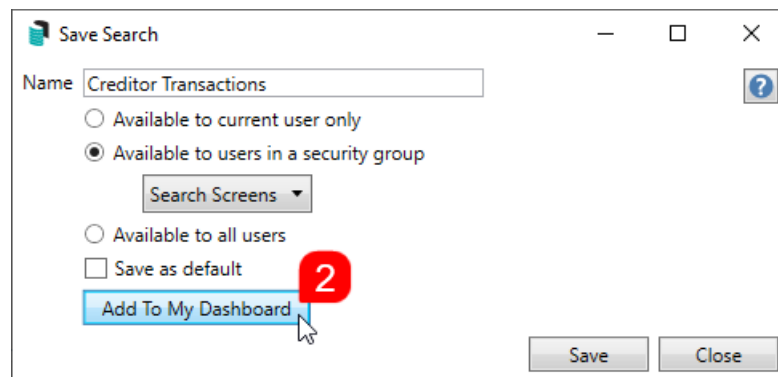 Save Search
Name Creditor Transactions
?
Available to current user only
Available to users in a security group
Search Screens
Available to all users
Save as default
2
Add To My Dashboard
Save Close